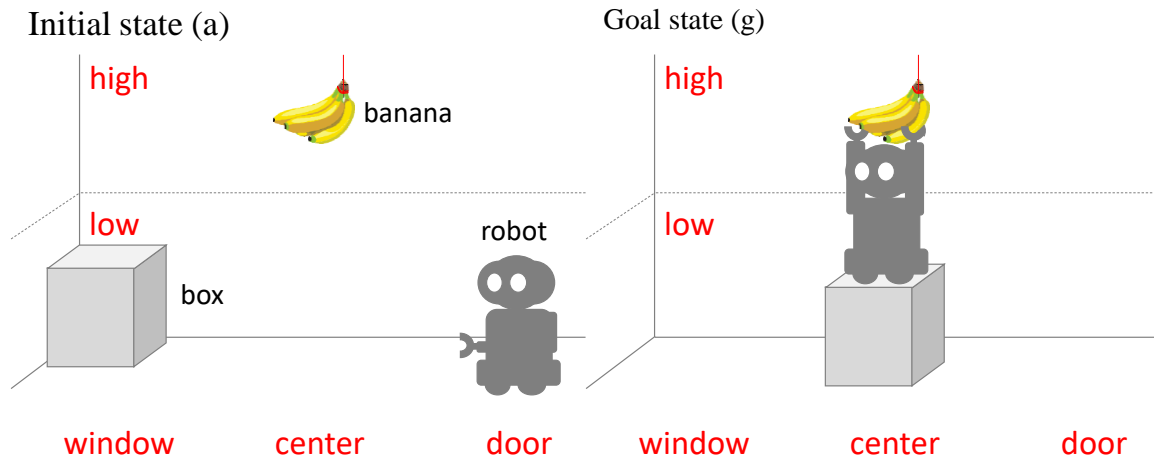 Initial state (a)
high
banana
low
robot
box
window center door
Goal state (g)
high
low
window center door